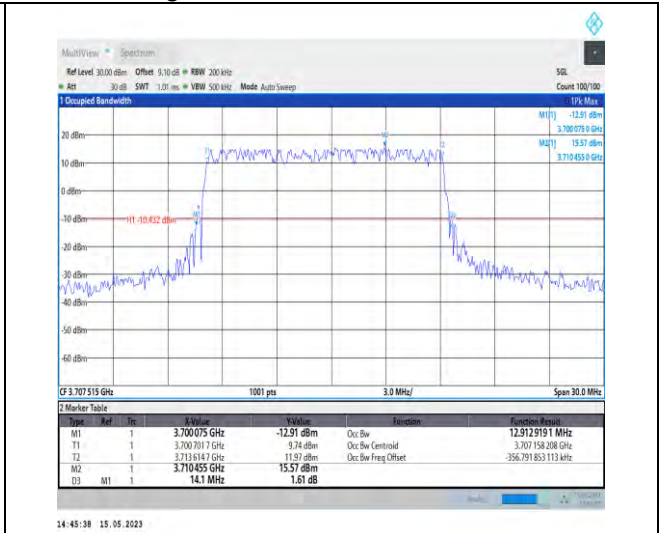 MultiView Spectrum
Ref Level 30.00 dBm Offset 9.10 dB RBW 200 kHz SGL
Att 30 dB SWT 1.01 ms VBW 500 kHz Mode Auto Sweep Count 100/100
1 Occupied Bandwidth 1Pk Max
M1[1] -12.91 dBm
3.700 075 0 GHz
M2[1] 15.57 dBm
3.710 455 0 GHz
20 dBm
10 dBm
0 dBm
-10 dBm
H1 -10.432 dBm
-20 dBm
-30 dBm
-40 dBm
-50 dBm
-60 dBm
CF 3.707 515 GHz 1001 pts 3.0 MHz/ Span 30.0 MHz
2 Marker Table
Type Ref Trc X-Value Y-Value Function Function Result
M1 1 3.700 075 GHz -12.91 dBm Occ Bw 12.912 919 1 MHz
T1 1 3.700 701 7 GHz 9.74 dBm Occ Bw Centroid 3.707 158 208 GHz
T2 1 3.713 614 7 GHz 11.97 dBm Occ Bw Freq Offset -356.791 853 113 kHz
M2 1 3.710 455 GHz 15.57 dBm
D3 M1 1 14.1 MHz 1.61 dB
14:45:38 15.05.2023